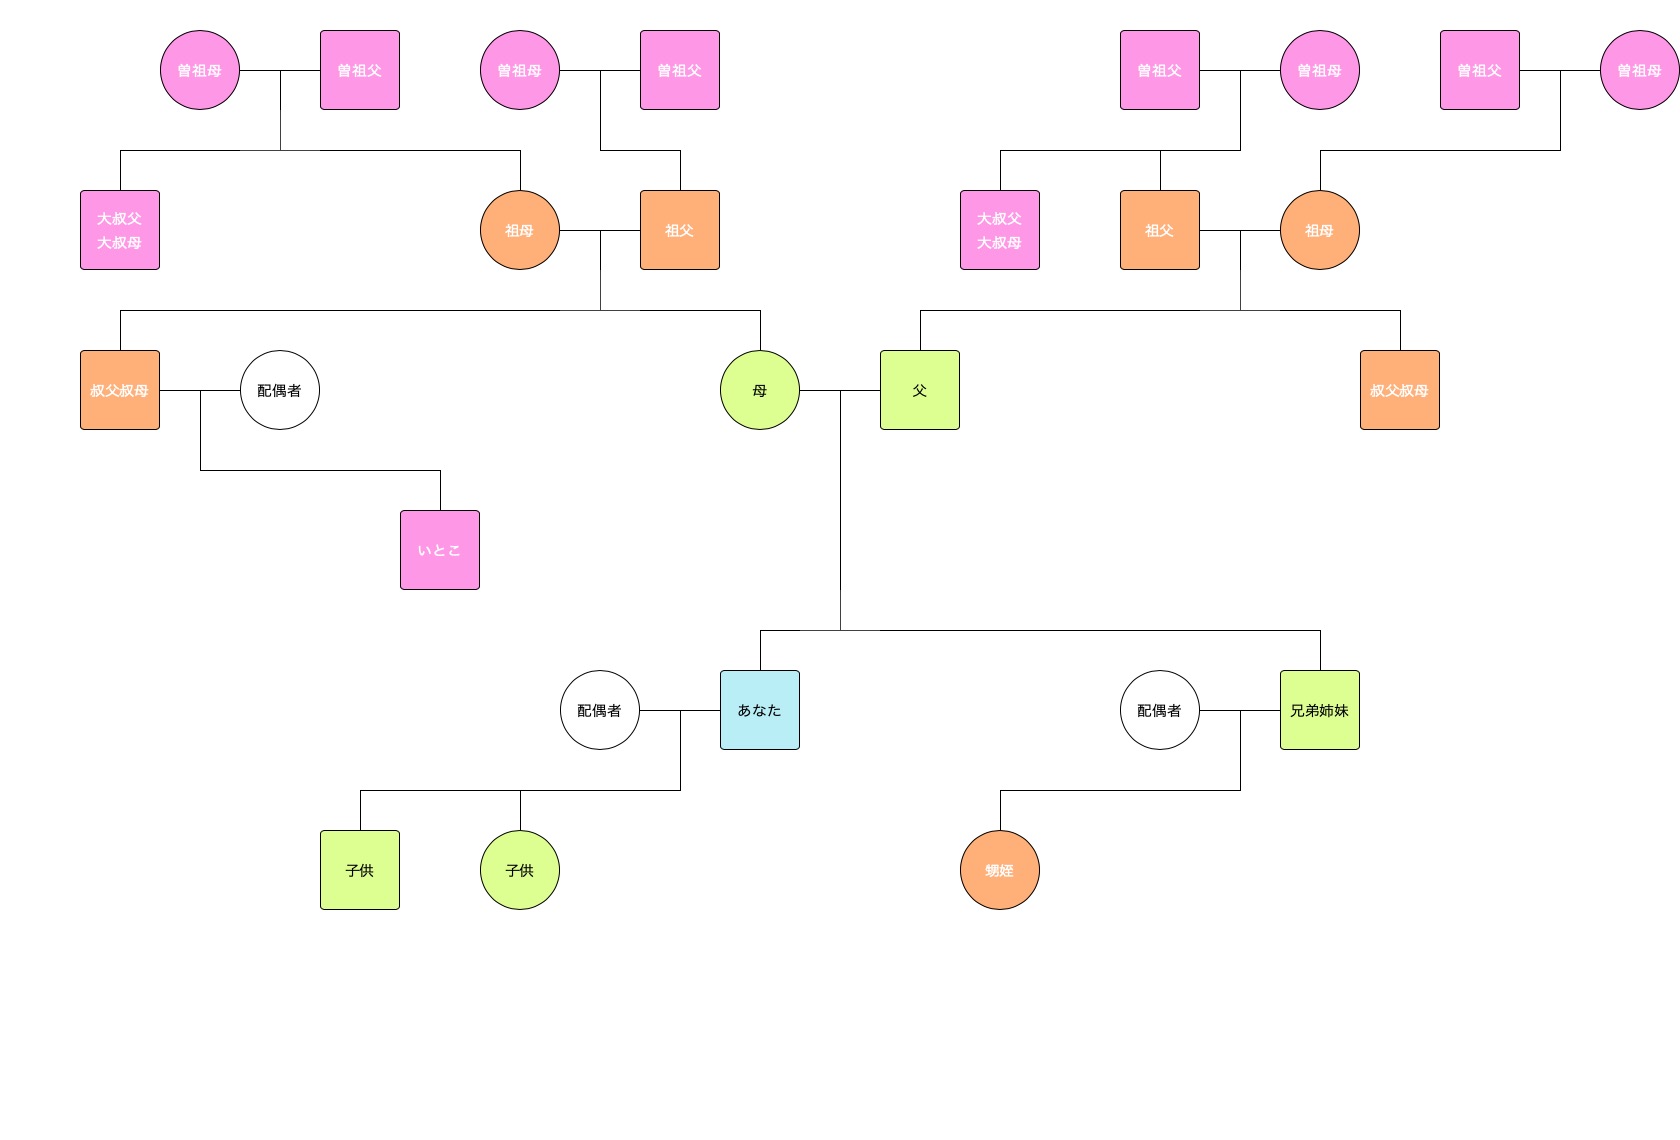 曽祖母
曽祖父
曽祖母
曽祖父
曽祖父
曽祖母
曽祖父
曽祖母
大叔父
大叔母
祖母
祖父
大叔父
大叔母
祖父
祖母
叔父叔母
配偶者
母
父
叔父叔母
いとこ
配偶者
あなた
配偶者
兄弟姉妹
子供
子供
甥姪